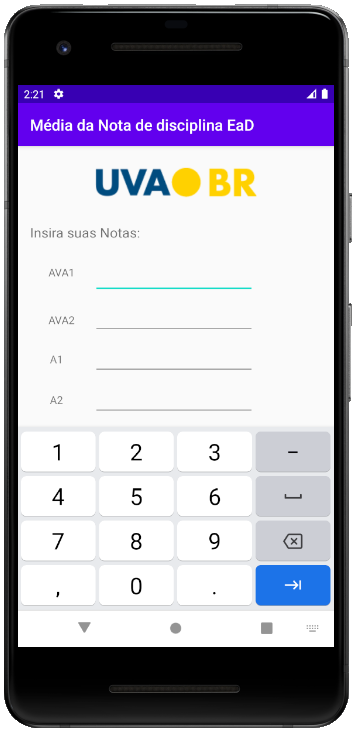 2:21
Média da Nota de disciplina EaD
UVA BR
Insira suas Notas:
AVA1
AVA2
A1
A2
1 2 3 -
4 5 6
7 8 9
, 0 .